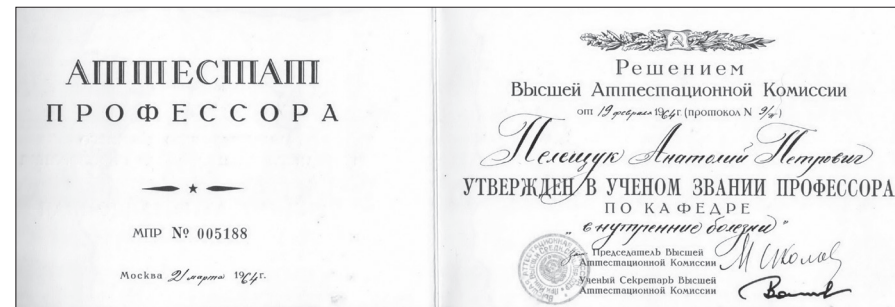 АТТЕСТАТ
ПРОФЕССОРА
МПР № 005188
Москва 21 марта 1964 г.
Решением
Высшей Аттестационной Комиссии
от 19 февраля 1964 г. (протокол N 9/п)
Пелещук Анатолий Петрович
УТВЕРЖДЕН В УЧЕНОМ ЗВАНИИ ПРОФЕССОРА
ПО КАФЕДРЕ
„внутренние болезни"
Председатель Высшей
Аттестационной Комиссии
Ученый Секретарь Высшей
Аттестационной Комиссии